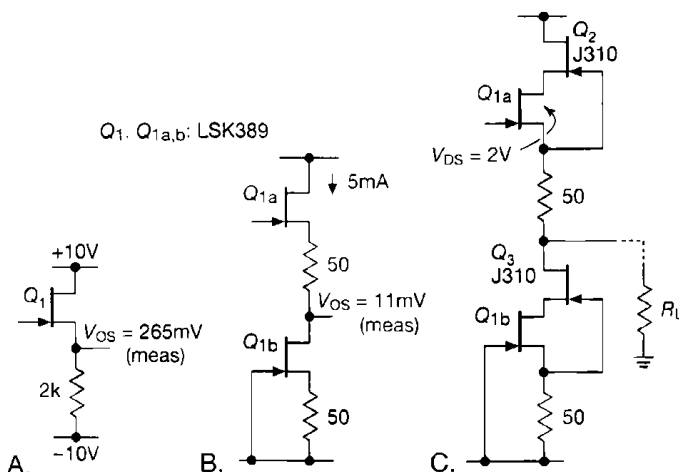 Q1, Q1a,b: LSK389
+10V
Q1
VOS = 265mV
(meas)
2k
−10V
A.
5mA
Q1a
50
VOS = 11mV
(meas)
Q1b
50
B.
Q2
J310
Q1a
VDS = 2V
50
Q3
J310
Q1b
RL
50
C.